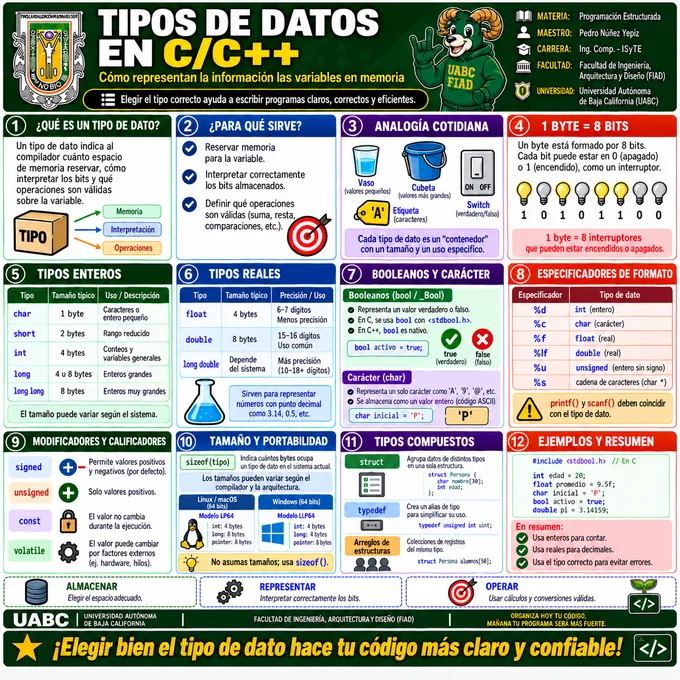 TIPOS DE DATOS
EN C/C++
Cómo representan la información las variables en memoria
Elegir el tipo correcto ayuda a escribir programas claros, correctos y eficientes.
UABC
FIAD
MATERIA: Programación Estructurada
MAESTRO: Pedro Núñez Yepiz
CARRERA: Ing. Comp. - ISyTE
FACULTAD: Facultad de Ingeniería,
Arquitectura y Diseño (FIAD)
UNIVERSIDAD: Universidad Autónoma
de Baja California (UABC)
1 ¿QUÉ ES UN TIPO DE DATO?
Un tipo de dato indica al
compilador cuánto espacio
de memoria reservar, cómo
interpretar los bits y qué
operaciones son válidas
sobre la variable.
TIPO
Memoria
Interpretación
Operaciones
2 ¿PARA QUÉ SIRVE?
Reservar memoria
para la variable.
Interpretar correctamente
los bits almacenados.
Definir qué operaciones
son válidas (suma, resta,
comparaciones, etc.).
3 ANALOGÍA COTIDIANA
Vaso
(valores pequeños)
Cubeta
(valores más grandes)
ON OFF
Switch
(verdadero/falso)
'A'
Etiqueta
(caracteres)
Cada tipo de dato es un "contenedor"
con un tamaño y un uso específico.
4 1 BYTE = 8 BITS
Un byte está formado por 8 bits.
Cada bit puede estar en 0 (apagado)
o 1 (encendido), como un interruptor.
1 0 1 0 1 1 0 0
1 byte = 8 interruptores
que pueden estar encendidos o apagados.
5 TIPOS ENTEROS
Tipo Tamaño típico Uso / Descripción
char 1 byte Caracteres o
entero pequeño
short 2 bytes Rango reducido
int 4 bytes Conteos y
variables generales
long 4 u 8 bytes Enteros grandes
long long 8 bytes Enteros muy grandes
El tamaño puede variar según el sistema.
6 TIPOS REALES
Tipo Tamaño típico Precisión / Uso
float 4 bytes 6–7 dígitos
Menos precisión
double 8 bytes 15–16 dígitos
Uso común
long double Depende
del sistema
Más precisión
(10–18+ dígitos)
Sirven para representar
números con punto decimal
como 3.14, 0.5, etc.
7 BOOLEANOS Y CARÁCTER
Booleanos (bool / _Bool)
Representa un valor verdadero o falso.
En C, se usa bool con <stdbool.h>.
En C++, bool es nativo.
bool activo = true;
true
(verdadero)
false
(falso)
Carácter (char)
Representa un solo carácter como 'A', '9', '@', etc.
Se almacena como un valor entero (código ASCII).
char inicial = 'P';
'P'
8 ESPECIFICADORES DE FORMATO
Especificador Tipo de dato
%d int (entero)
%c char (carácter)
%f float (real)
%lf double (real)
%u unsigned (entero sin signo)
%s cadena de caracteres (char *)
printf() y scanf() deben coincidir
con el tipo de dato.
9 MODIFICADORES Y CALIFICADORES
signed Permite valores positivos
y negativos (por defecto).
unsigned Solo valores positivos.
const El valor no cambia
durante la ejecución.
volatile El valor puede cambiar
por factores externos
(ej. hardware, hilos).
10 TAMAÑO Y PORTABILIDAD
sizeof(tipo)
Indica cuántos bytes ocupa
un tipo de dato en el sistema actual.
Los tamaños pueden variar según el
compilador y la arquitectura.
Linux / macOS
(64 bits)
Modelo LP64
int: 4 bytes
long: 8 bytes
pointer: 8 bytes
Windows (64 bits)
Modelo LLP64
int: 4 bytes
long: 4 bytes
pointer: 8 bytes
No asumas tamaños; usa sizeof().
11 TIPOS COMPUESTOS
struct
Agrupa datos de distintos tipos
en una sola estructura.
struct Persona {
char nombre[30];
int edad;
};
typedef
Crea un alias de tipo
para simplificar su uso.
typedef unsigned int uint;
Arreglos de
estructuras
Colecciones de registros
del mismo tipo.
struct Persona alumnos[50];
12 EJEMPLOS Y RESUMEN
#include <stdbool.h> // En C
int edad = 20;
float promedio = 9.5f;
char inicial = 'P';
bool activo = true;
double pi = 3.14159;
En resumen:
Usa enteros para contar.
Usa reales para decimales.
Usa el tipo correcto para evitar errores.
ALMACENAR
Elegir el espacio adecuado.
REPRESENTAR
Interpretar correctamente los bits.
OPERAR
Usar cálculos y conversiones válidas.
</>
UABC
UNIVERSIDAD AUTÓNOMA
DE BAJA CALIFORNIA
FACULTAD DE INGENIERÍA, ARQUITECTURA Y DISEÑO (FIAD)
ORGANIZA HOY TU CÓDIGO,
MAÑANA TU PROGRAMA SERÁ MÁS FUERTE.
¡Elegir bien el tipo de dato hace tu código más claro y confiable!
</>